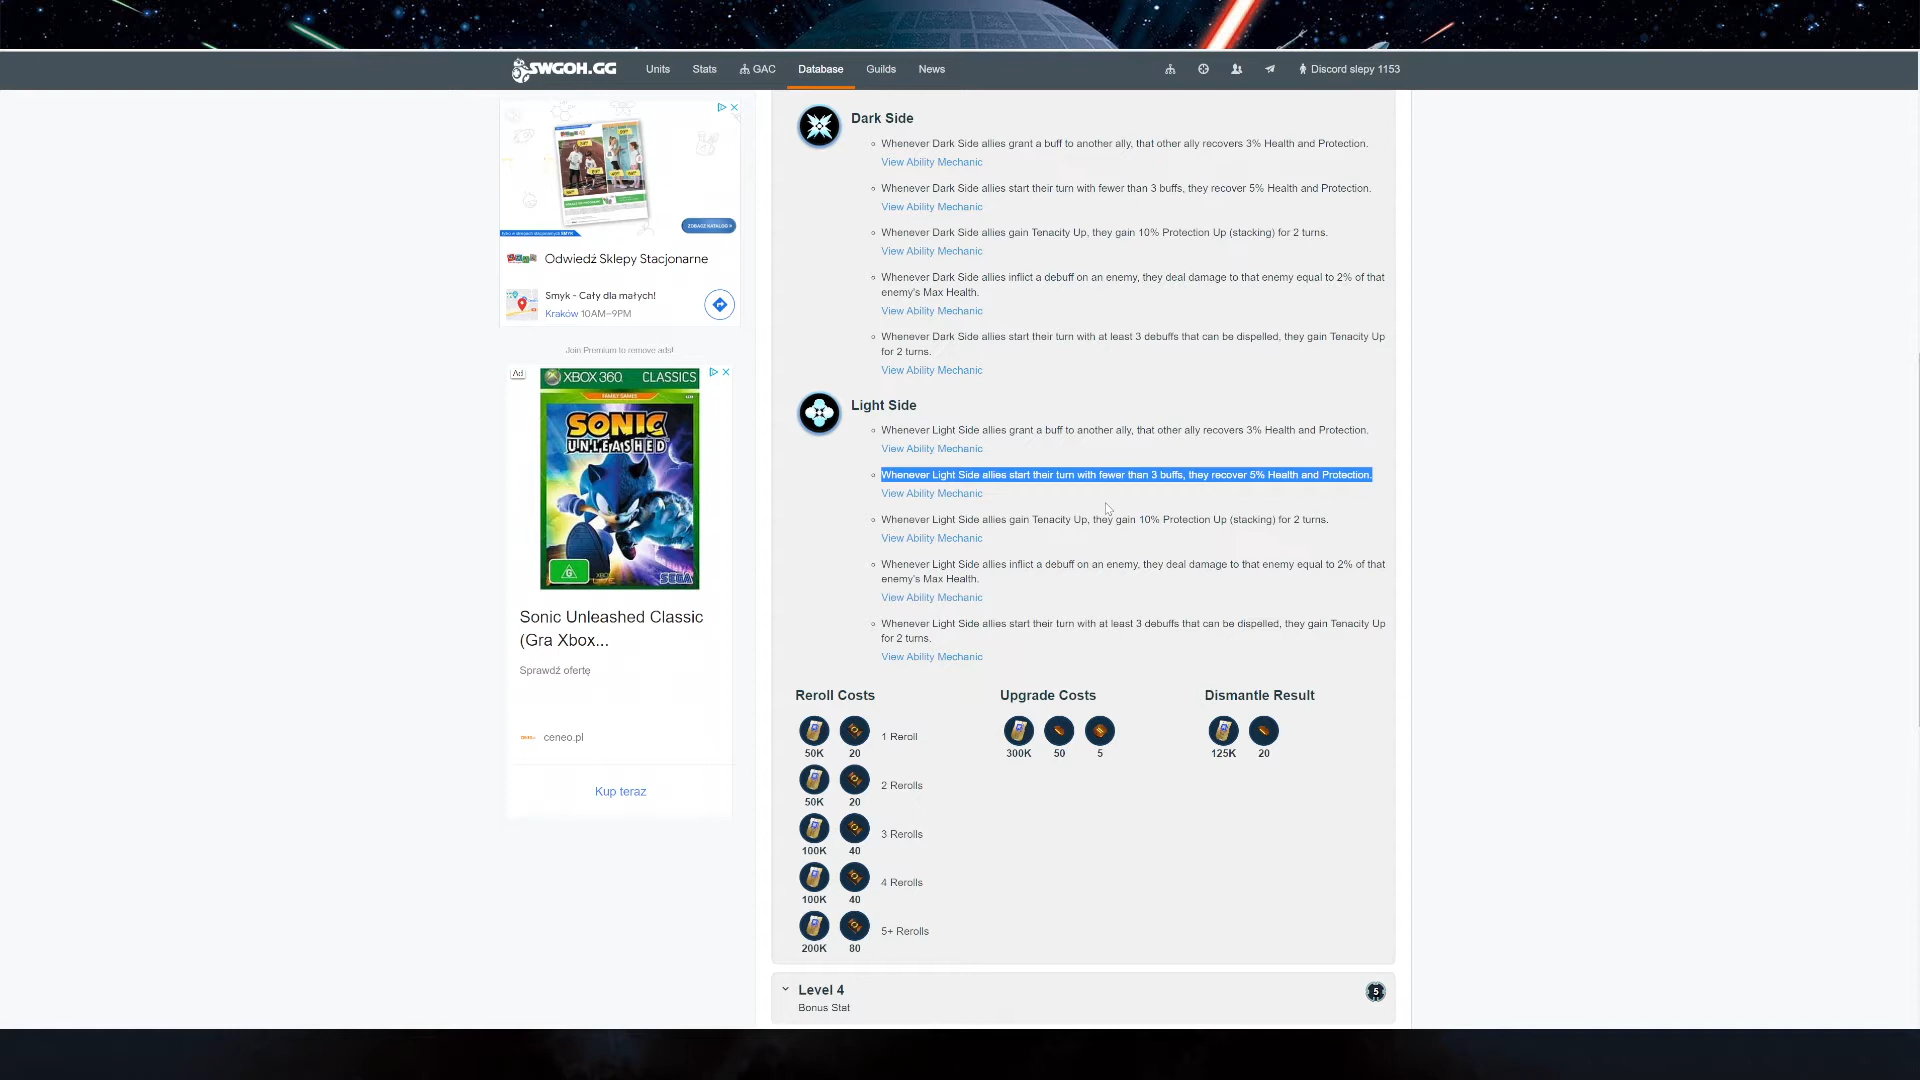 SWGOH.GG
Units
Stats
GAC
Database
Guilds
News
Discord slepy 1153
ZOBACZ KATALOG >
Odwiedź Sklepy Stacjonarne
Smyk - Cały dla małych!
Kraków 10AM–9PM
Join Premium to remove ads!
Ad
XBOX 360 CLASSICS
FAMILY GAMES
SONIC
UNLEASHED
G
SEGA
Sonic Unleashed Classic
(Gra Xbox...
Sprawdź ofertę
ceneo.pl
Kup teraz
Dark Side
Whenever Dark Side allies grant a buff to another ally, that other ally recovers 3% Health and Protection.
View Ability Mechanic
Whenever Dark Side allies start their turn with fewer than 3 buffs, they recover 5% Health and Protection.
View Ability Mechanic
Whenever Dark Side allies gain Tenacity Up, they gain 10% Protection Up (stacking) for 2 turns.
View Ability Mechanic
Whenever Dark Side allies inflict a debuff on an enemy, they deal damage to that enemy equal to 2% of that
enemy's Max Health.
View Ability Mechanic
Whenever Dark Side allies start their turn with at least 3 debuffs that can be dispelled, they gain Tenacity Up
for 2 turns.
View Ability Mechanic
Light Side
Whenever Light Side allies grant a buff to another ally, that other ally recovers 3% Health and Protection.
View Ability Mechanic
Whenever Light Side allies start their turn with fewer than 3 buffs, they recover 5% Health and Protection.
View Ability Mechanic
Whenever Light Side allies gain Tenacity Up, they gain 10% Protection Up (stacking) for 2 turns.
View Ability Mechanic
Whenever Light Side allies inflict a debuff on an enemy, they deal damage to that enemy equal to 2% of that
enemy's Max Health.
View Ability Mechanic
Whenever Light Side allies start their turn with at least 3 debuffs that can be dispelled, they gain Tenacity Up
for 2 turns.
View Ability Mechanic
Reroll Costs
50K 20 1 Reroll
50K 20 2 Rerolls
100K 40 3 Rerolls
100K 40 4 Rerolls
200K 80 5+ Rerolls
Upgrade Costs
300K 50 5
Dismantle Result
125K 20
Level 4
5
Bonus Stat